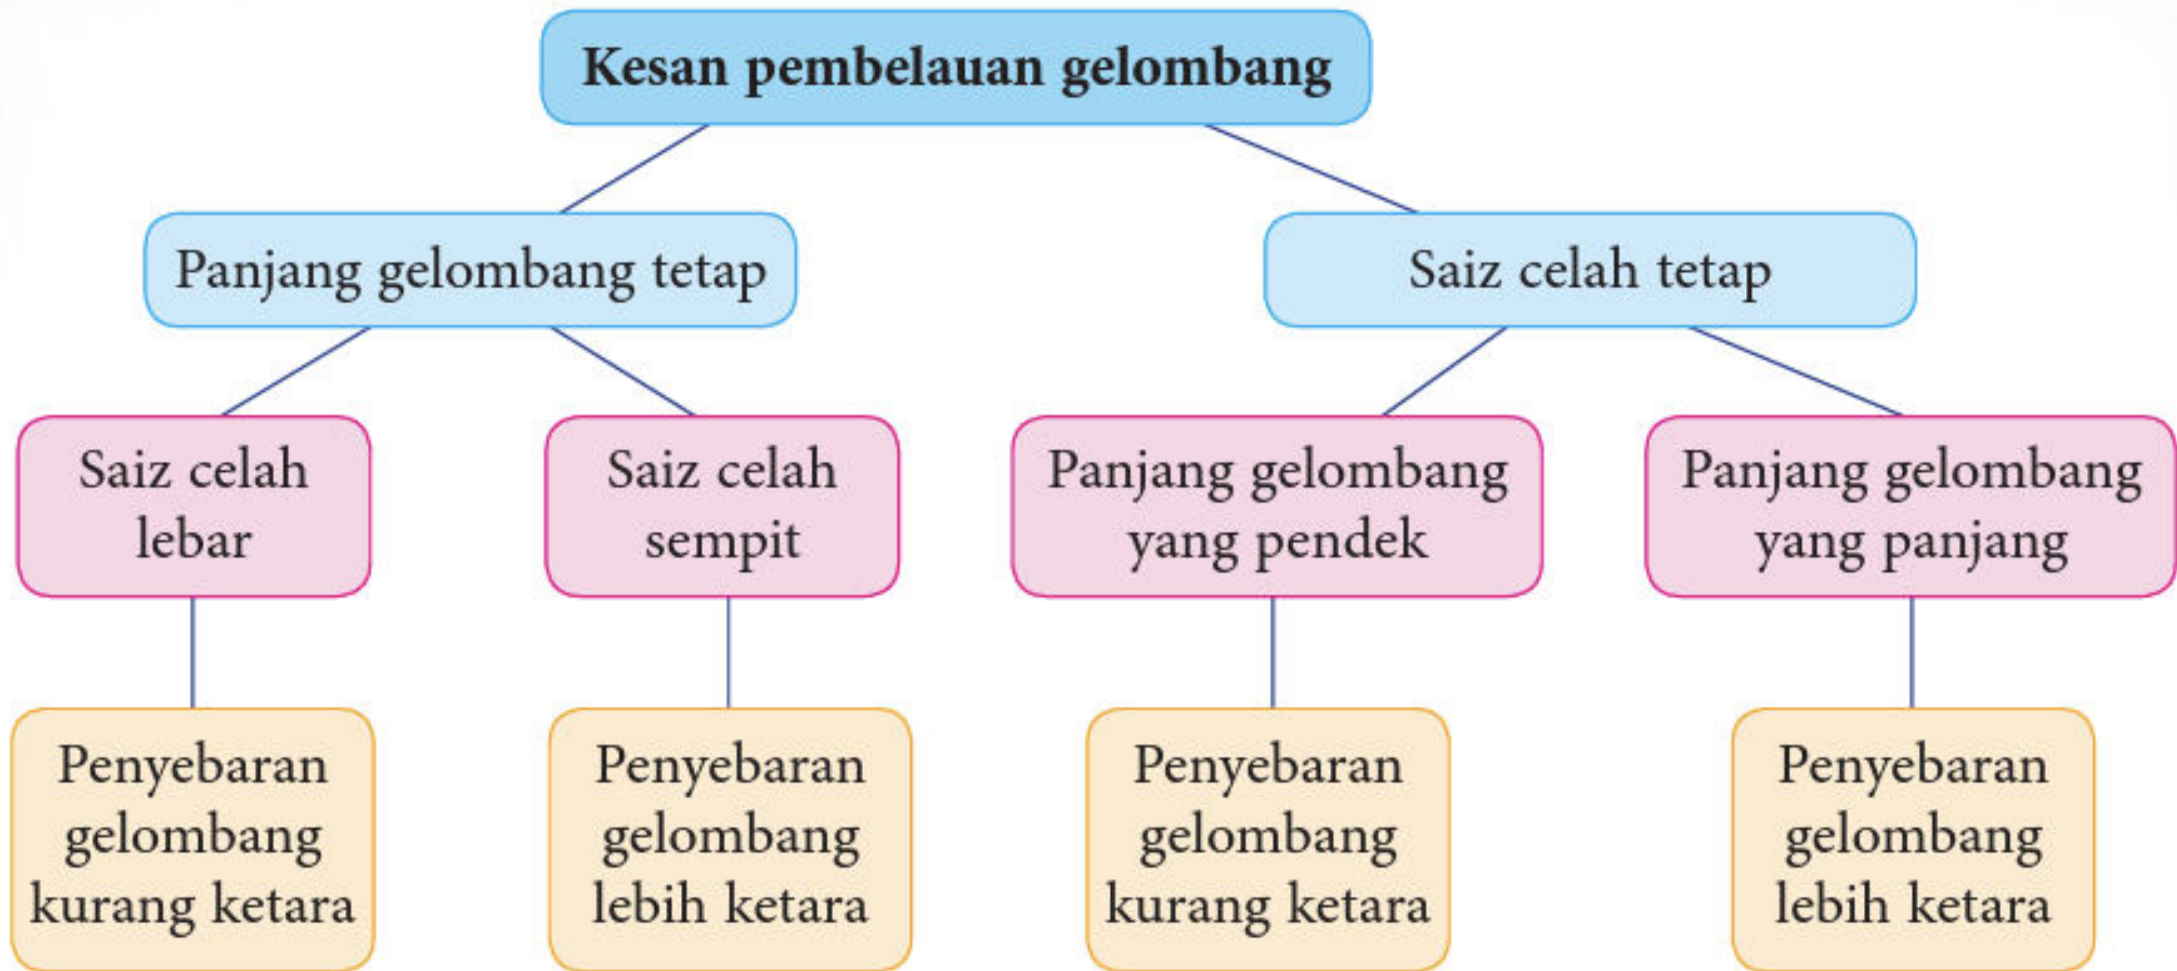 Kesan pembelauan gelombang
Panjang gelombang tetap
Saiz celah tetap
Saiz celah
lebar
Saiz celah
sempit
Panjang gelombang
yang pendek
Panjang gelombang
yang panjang
Penyebaran
gelombang
kurang ketara
Penyebaran
gelombang
lebih ketara
Penyebaran
gelombang
kurang ketara
Penyebaran
gelombang
lebih ketara